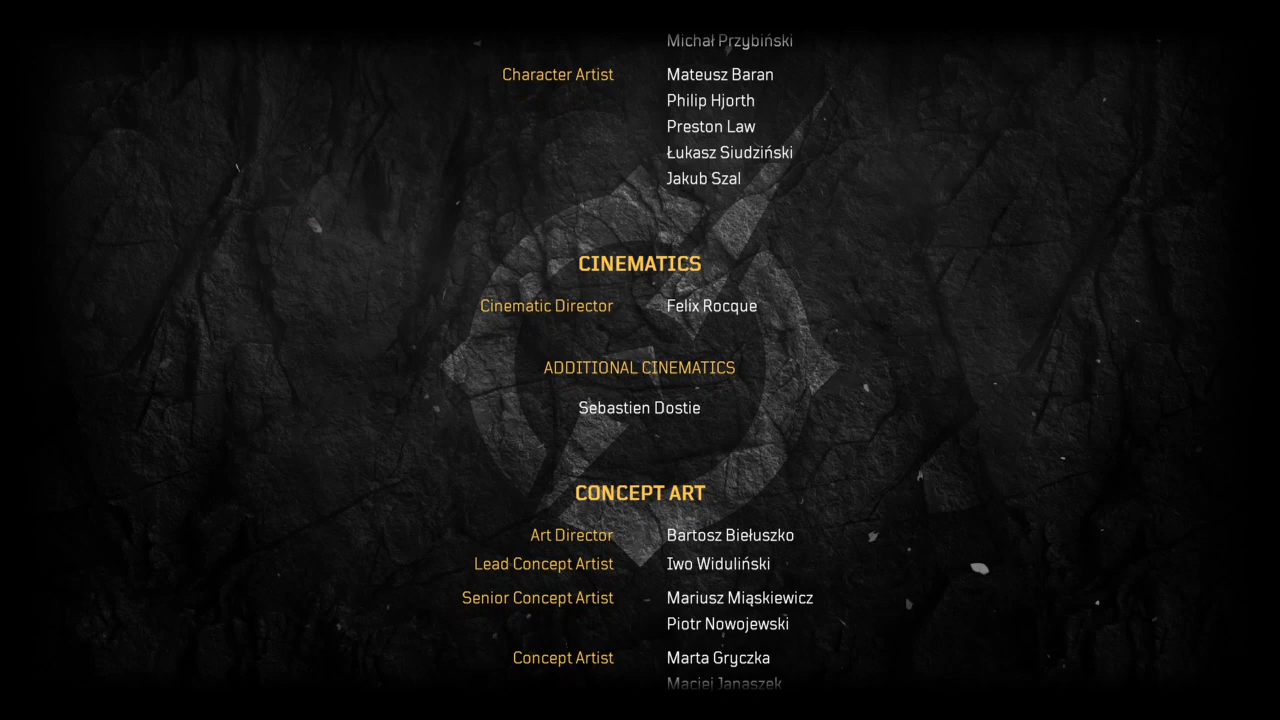 Michał Przybiński
Character Artist Mateusz Baran
Philip Hjorth
Preston Law
Łukasz Siudziński
Jakub Szal
CINEMATICS
Cinematic Director Felix Rocque
ADDITIONAL CINEMATICS
Sebastien Dostie
CONCEPT ART
Art Director Bartosz Biełuszko
Lead Concept Artist Iwo Widuliński
Senior Concept Artist Mariusz Miąskiewicz
Piotr Nowojewski
Concept Artist Marta Gryczka
Maciej Janaszek